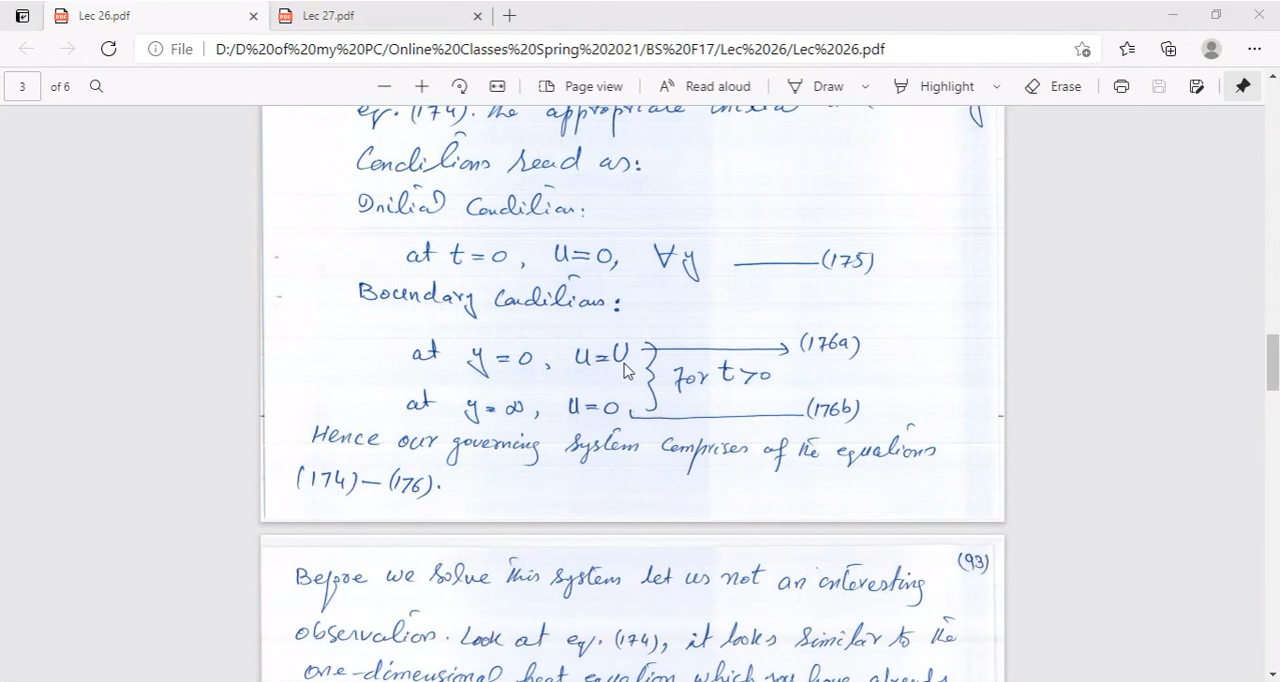 Lec 26.pdf
Lec 27.pdf
File D:/D%20of%20my%20PC/Online%20Classes%20Spring%202021/BS%20F17/Lec%2026/Lec%2026.pdf
3 of 6 Page view Read aloud Draw Highlight Erase
eq. (174). The appropriate initial
Conditions read as:
Initial Condition:
at t = 0, u = 0, ∀ y ——(175)
Boundary Conditions:
at y = 0, u = U (176a)
for t > 0
at y = ∞, u = 0 (176b)
Hence our governing system comprises of the equations
(174) — (176).
(93)
Before we solve this system let us not an interesting
observation. Look at eq. (174), it looks similar to the
one-dimensional heat equation which you have already